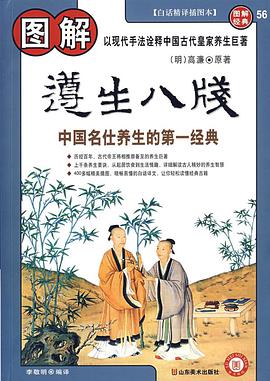 【白话精译插图本】
图解经典
56
图解
以现代手法诠释中国古代皇家养生巨著
(明)高濂●原著
遵生八牋
中国名仕养生的第一经典
●历经百年、古代帝王将相推崇备至的养生巨著
●上千条养生要诀,从起居饮食到生活情趣,详细解读古人精妙的养生智慧
●400多幅精美插图、晓畅易懂的白话译文,让你轻松读懂经典古籍
李敬明●编译
山东美术出版社